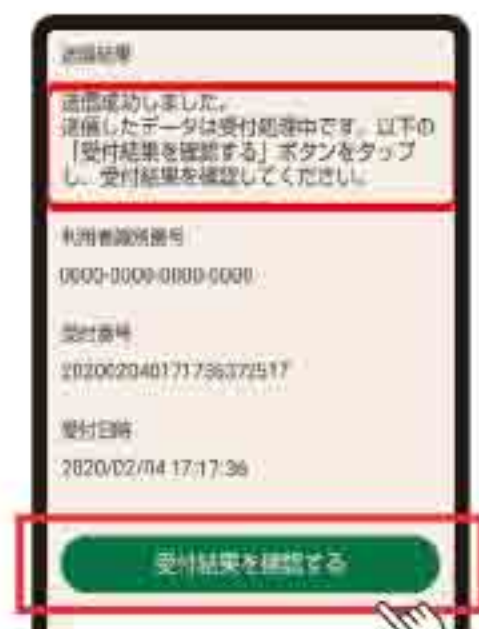 送信結果
送信成功しました。
送信したデータは受付処理中です。以下の
「受付結果を確認する」ボタンをタップ
し、受付結果を確認してください。
利用者識別番号
0000-0000-0000-0000
受付番号
202002040171736372517
受付日時
2020/02/04 17:17:36
受付結果を確認する